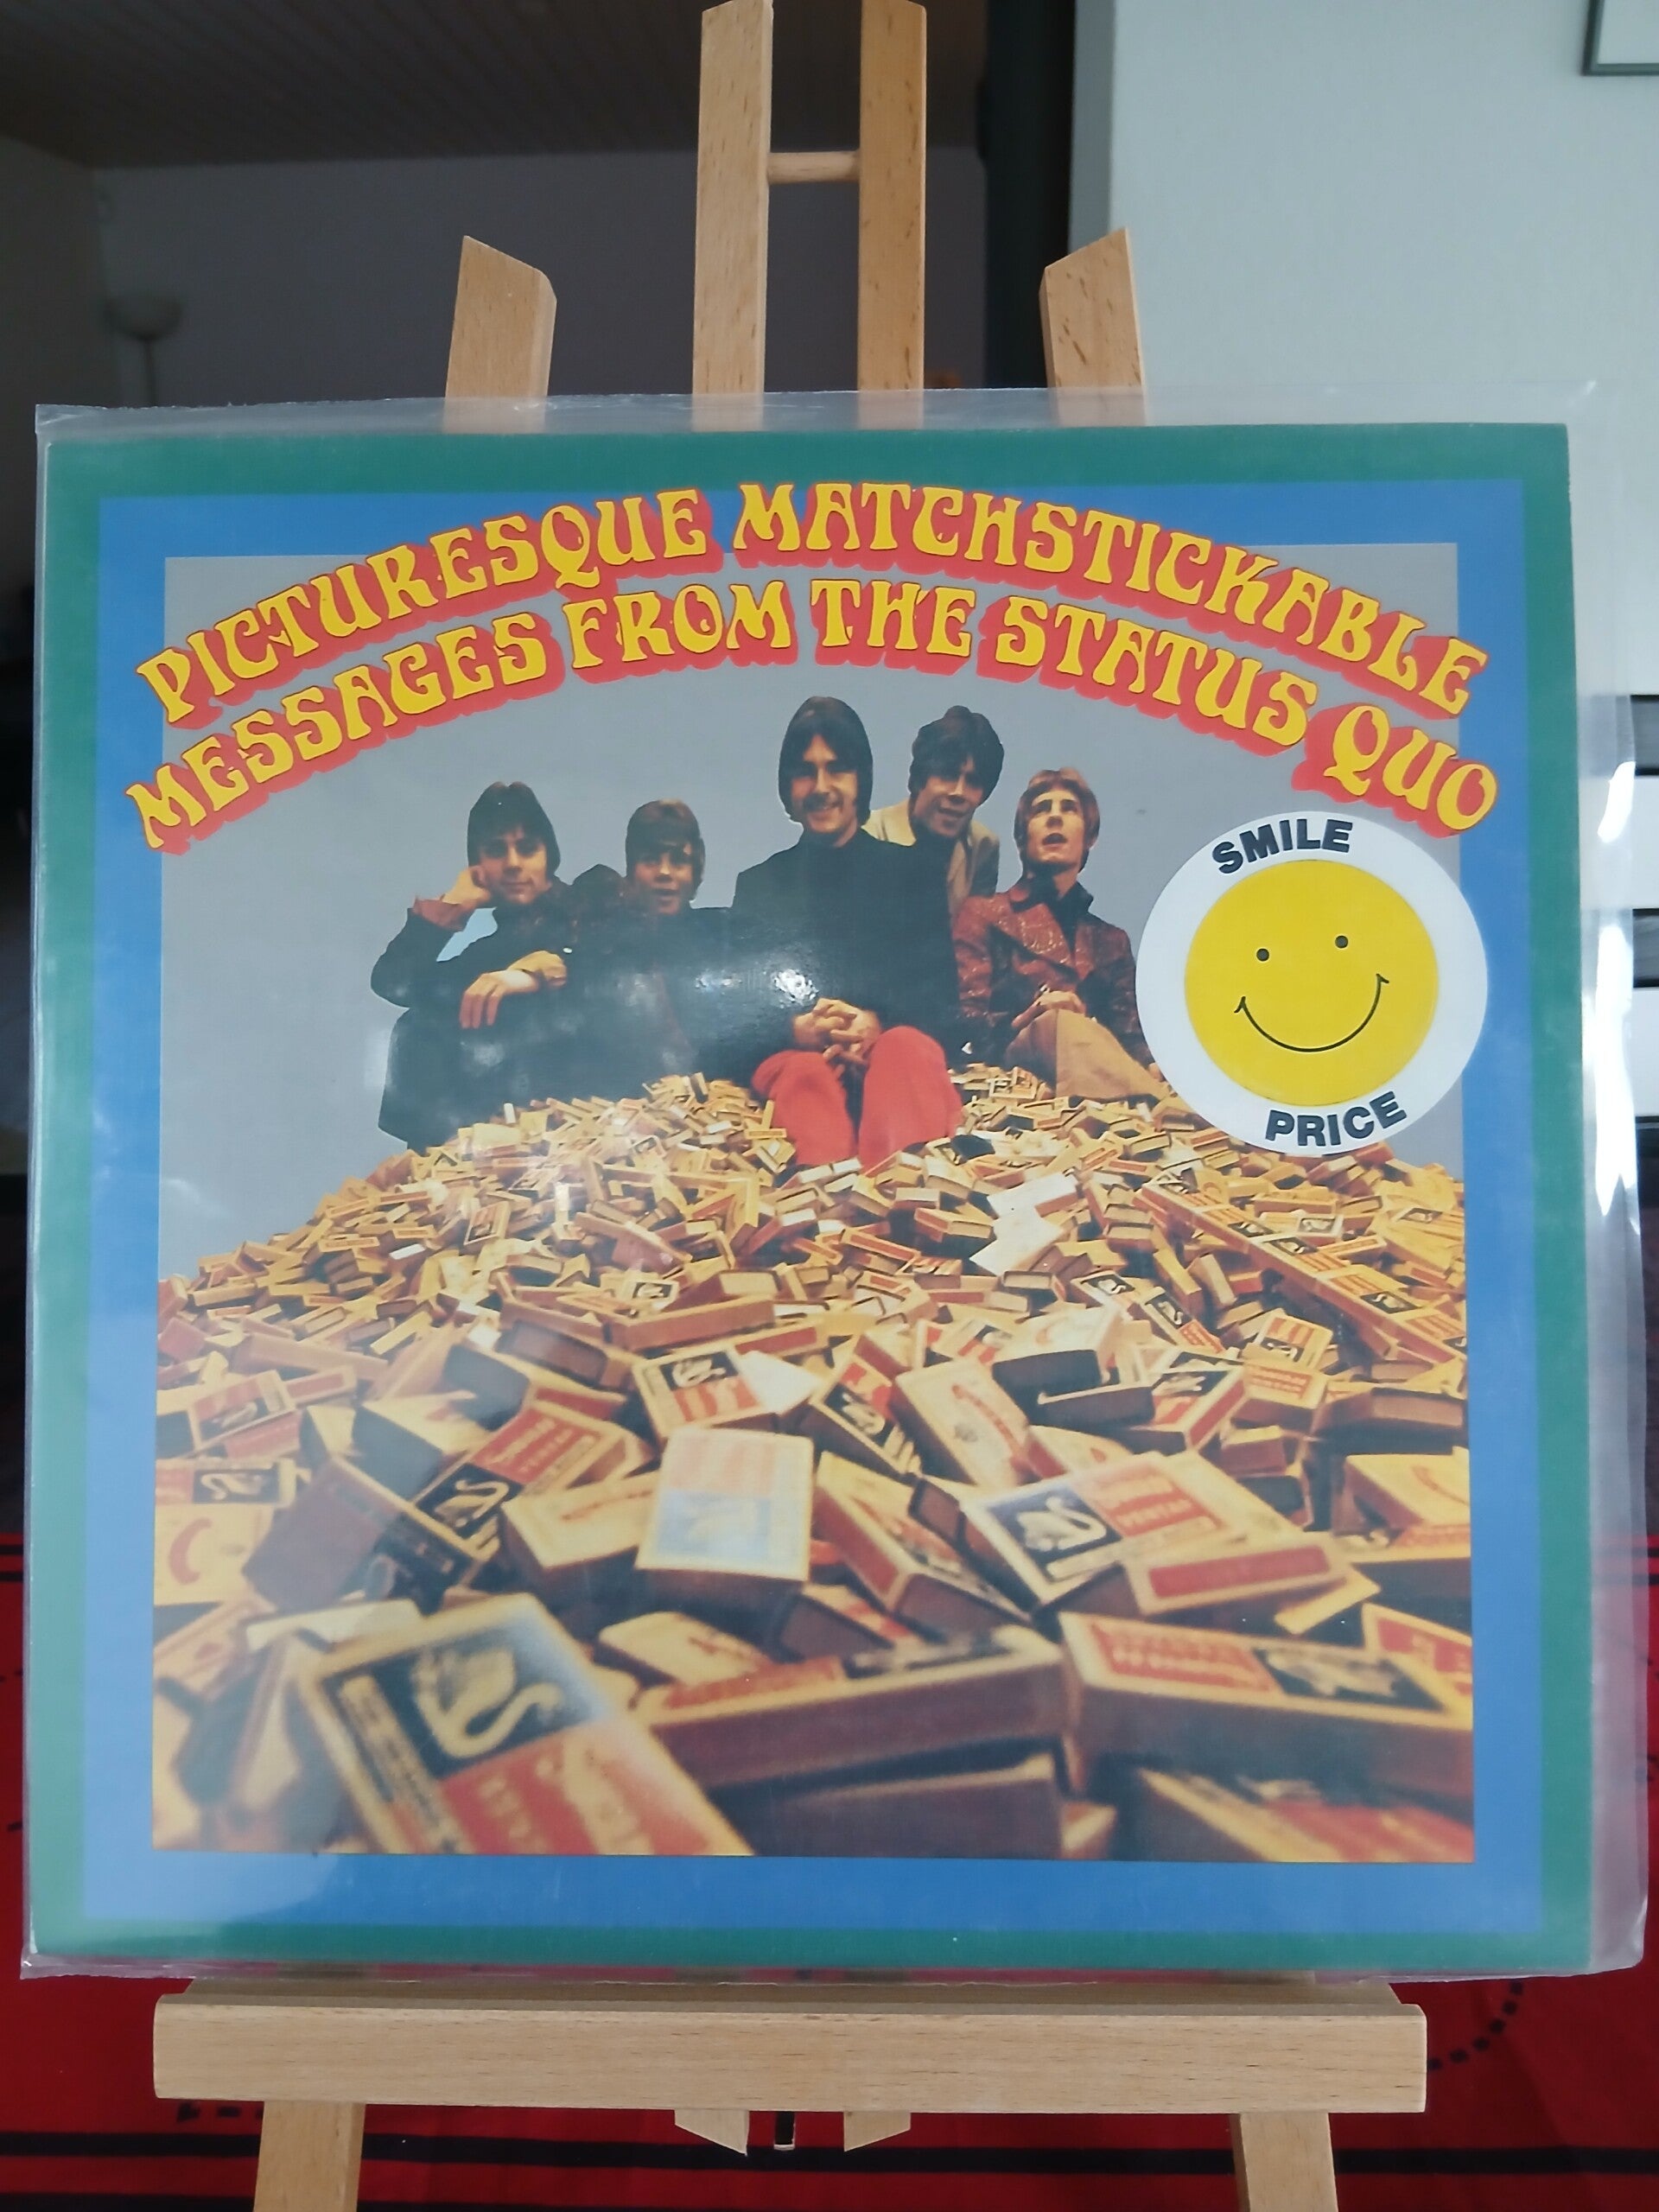 PICTURESQUE MATCHSTICKABLE
MESSAGES FROM THE STATUS QUO
SMILE
PRICE